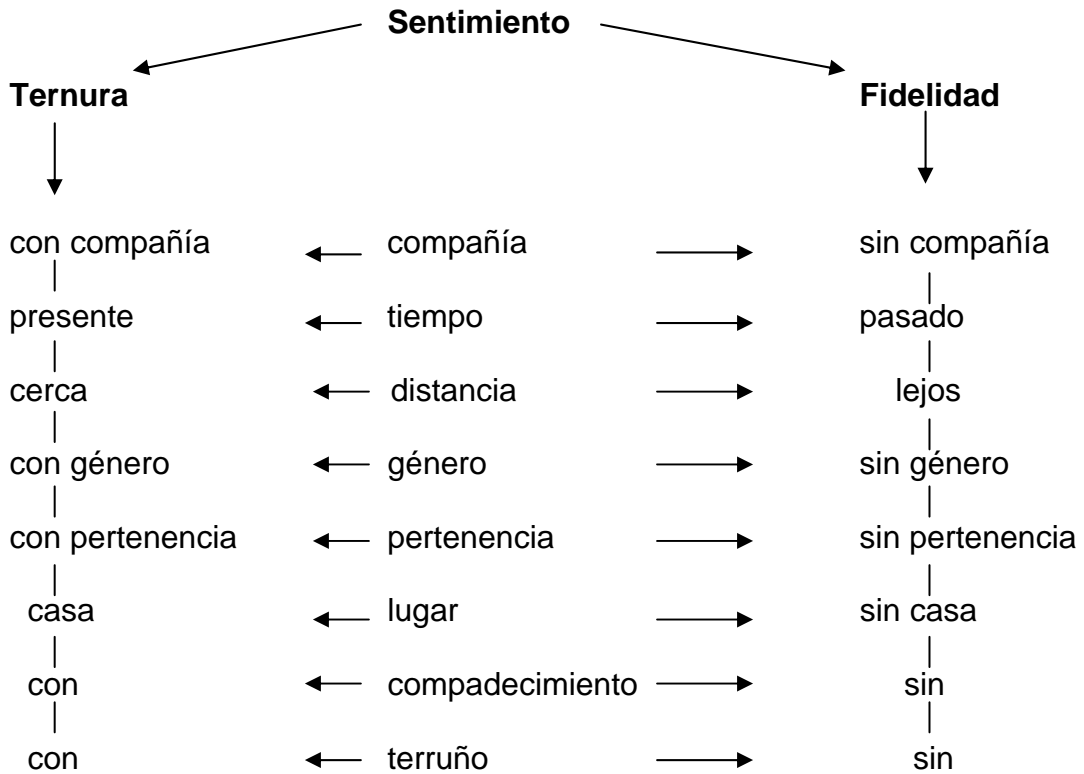 Sentimiento
Ternura Fidelidad
con compañía compañía sin compañía
presente tiempo pasado
cerca distancia lejos
con género género sin género
con pertenencia pertenencia sin pertenencia
casa lugar sin casa
con compadecimiento sin
con terruño sin